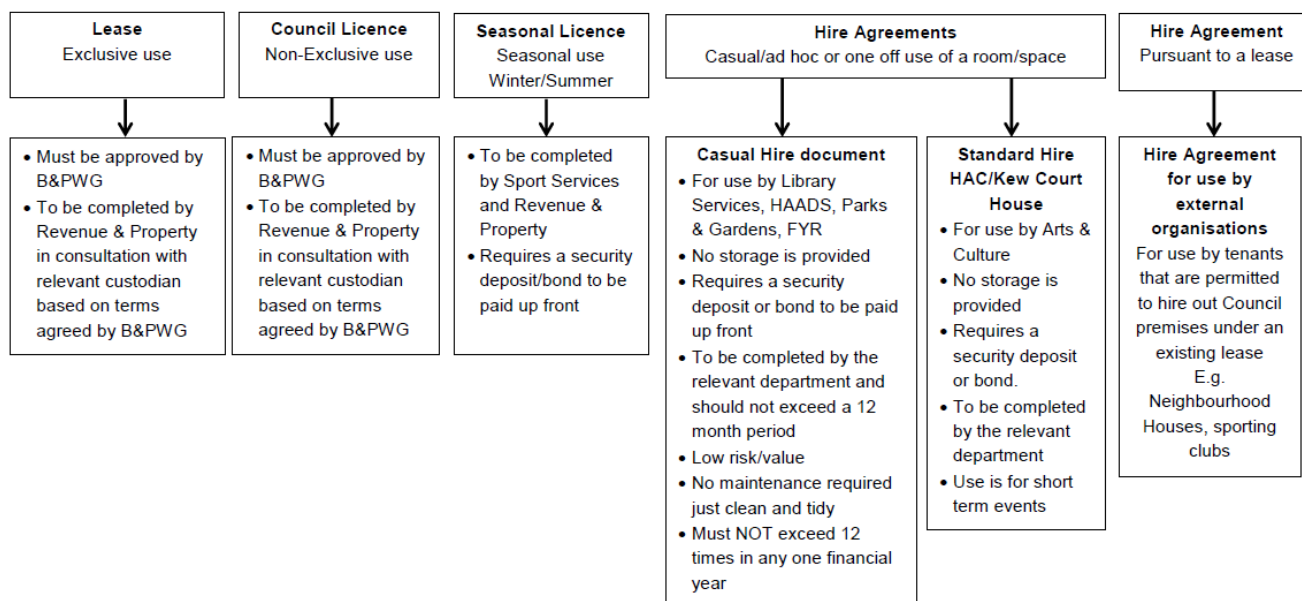 Lease
Exclusive use
Council Licence
Non-Exclusive use
Seasonal Licence
Seasonal use
Winter/Summer
Hire Agreements
Casual/ad hoc or one off use of a room/space
Hire Agreement
Pursuant to a lease
• Must be approved by
B&PWG
• To be completed by
Revenue & Property
in consultation with
relevant custodian
based on terms
agreed by B&PWG
• Must be approved by
B&PWG
• To be completed by
Revenue & Property
in consultation with
relevant custodian
based on terms
agreed by B&PWG
• To be completed
by Sport Services
and Revenue &
Property
• Requires a security
deposit/bond to be
paid up front
Casual Hire document
• For use by Library
Services, HAADS, Parks
& Gardens, FYR
• No storage is provided
• Requires a security
deposit or bond to be paid
up front
• To be completed by the
relevant department and
should not exceed a 12
month period
• Low risk/value
• No maintenance required
just clean and tidy
• Must NOT exceed 12
times in any one financial
year
Standard Hire
HAC/Kew Court
House
• For use by Arts &
Culture
• No storage is
provided
• Requires a
security deposit
or bond.
• To be completed
by the relevant
department
• Use is for short
term events
Hire Agreement
for use by
external
organisations
For use by tenants
that are permitted
to hire out Council
premises under an
existing lease
E.g.
Neighbourhood
Houses, sporting
clubs